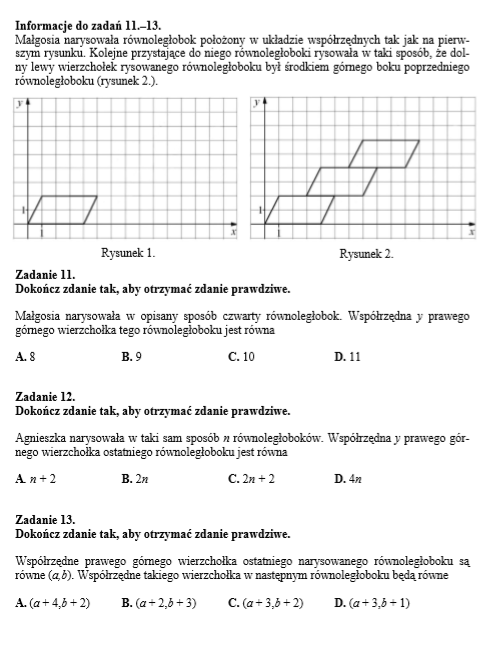 Informacje do zadań 11.–13.
Małgosia narysowała równoległobok położony w układzie współrzędnych tak jak na pierw-
szym rysunku. Kolejne przystające do niego równoległoboki rysowała w taki sposób, że dol-
ny lewy wierzchołek rysowanego równoległoboku był środkiem górnego boku poprzedniego
równoległoboku (rysunek 2.).
y
y
1
1
1
x
1
x
Rysunek 1.
Rysunek 2.
Zadanie 11.
Dokończ zdanie tak, aby otrzymać zdanie prawdziwe.
Małgosia narysowała w opisany sposób czwarty równoległobok. Współrzędna y prawego
górnego wierzchołka tego równoległoboku jest równa
A. 8 B. 9 C. 10 D. 11
Zadanie 12.
Dokończ zdanie tak, aby otrzymać zdanie prawdziwe.
Agnieszka narysowała w taki sam sposób n równoległoboków. Współrzędna y prawego gór-
nego wierzchołka ostatniego równoległoboku jest równa
A. n + 2 B. 2n C. 2n + 2 D. 4n
Zadanie 13.
Dokończ zdanie tak, aby otrzymać zdanie prawdziwe.
Współrzędne prawego górnego wierzchołka ostatniego narysowanego równoległoboku są
równe (a,b). Współrzędne takiego wierzchołka w następnym równoległoboku będą równe
A. (a + 4,b + 2) B. (a + 2,b + 3) C. (a + 3,b + 2) D. (a + 3,b + 1)